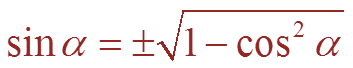 sin α = ±√(1 − cos² α)